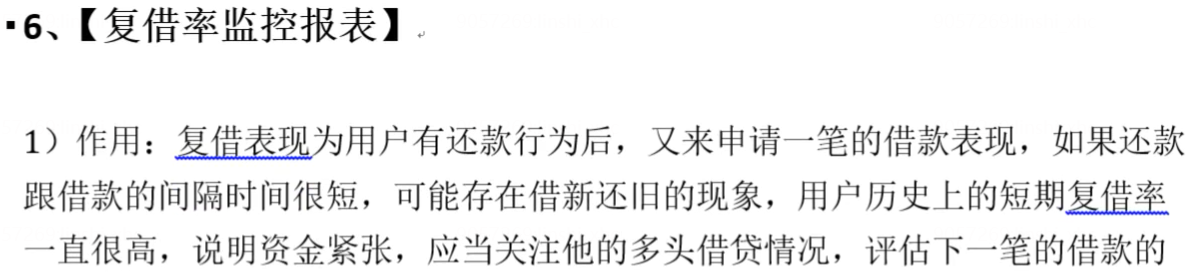 ▪6、【复借率监控报表】
1）作用：复借表现为用户有还款行为后，又来申请一笔的借款表现，如果还款
跟借款的间隔时间很短，可能存在借新还旧的现象，用户历史上的短期复借率
一直很高，说明资金紧张，应当关注他的多头借贷情况，评估下一笔的借款的